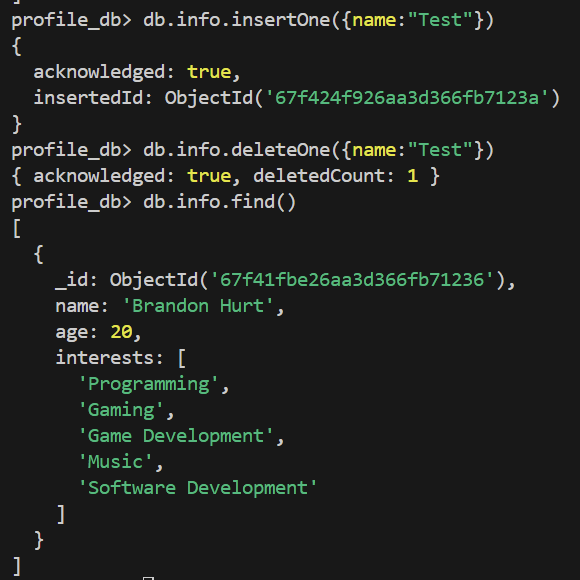 profile_db> db.info.insertOne({name:"Test"})
{
  acknowledged: true,
  insertedId: ObjectId('67f424f926aa3d366fb7123a')
}
profile_db> db.info.deleteOne({name:"Test"})
{ acknowledged: true, deletedCount: 1 }
profile_db> db.info.find()
[
  {
    _id: ObjectId('67f41fbe26aa3d366fb71236'),
    name: 'Brandon Hurt',
    age: 20,
    interests: [
      'Programming',
      'Gaming',
      'Game Development',
      'Music',
      'Software Development'
    ]
  }
]